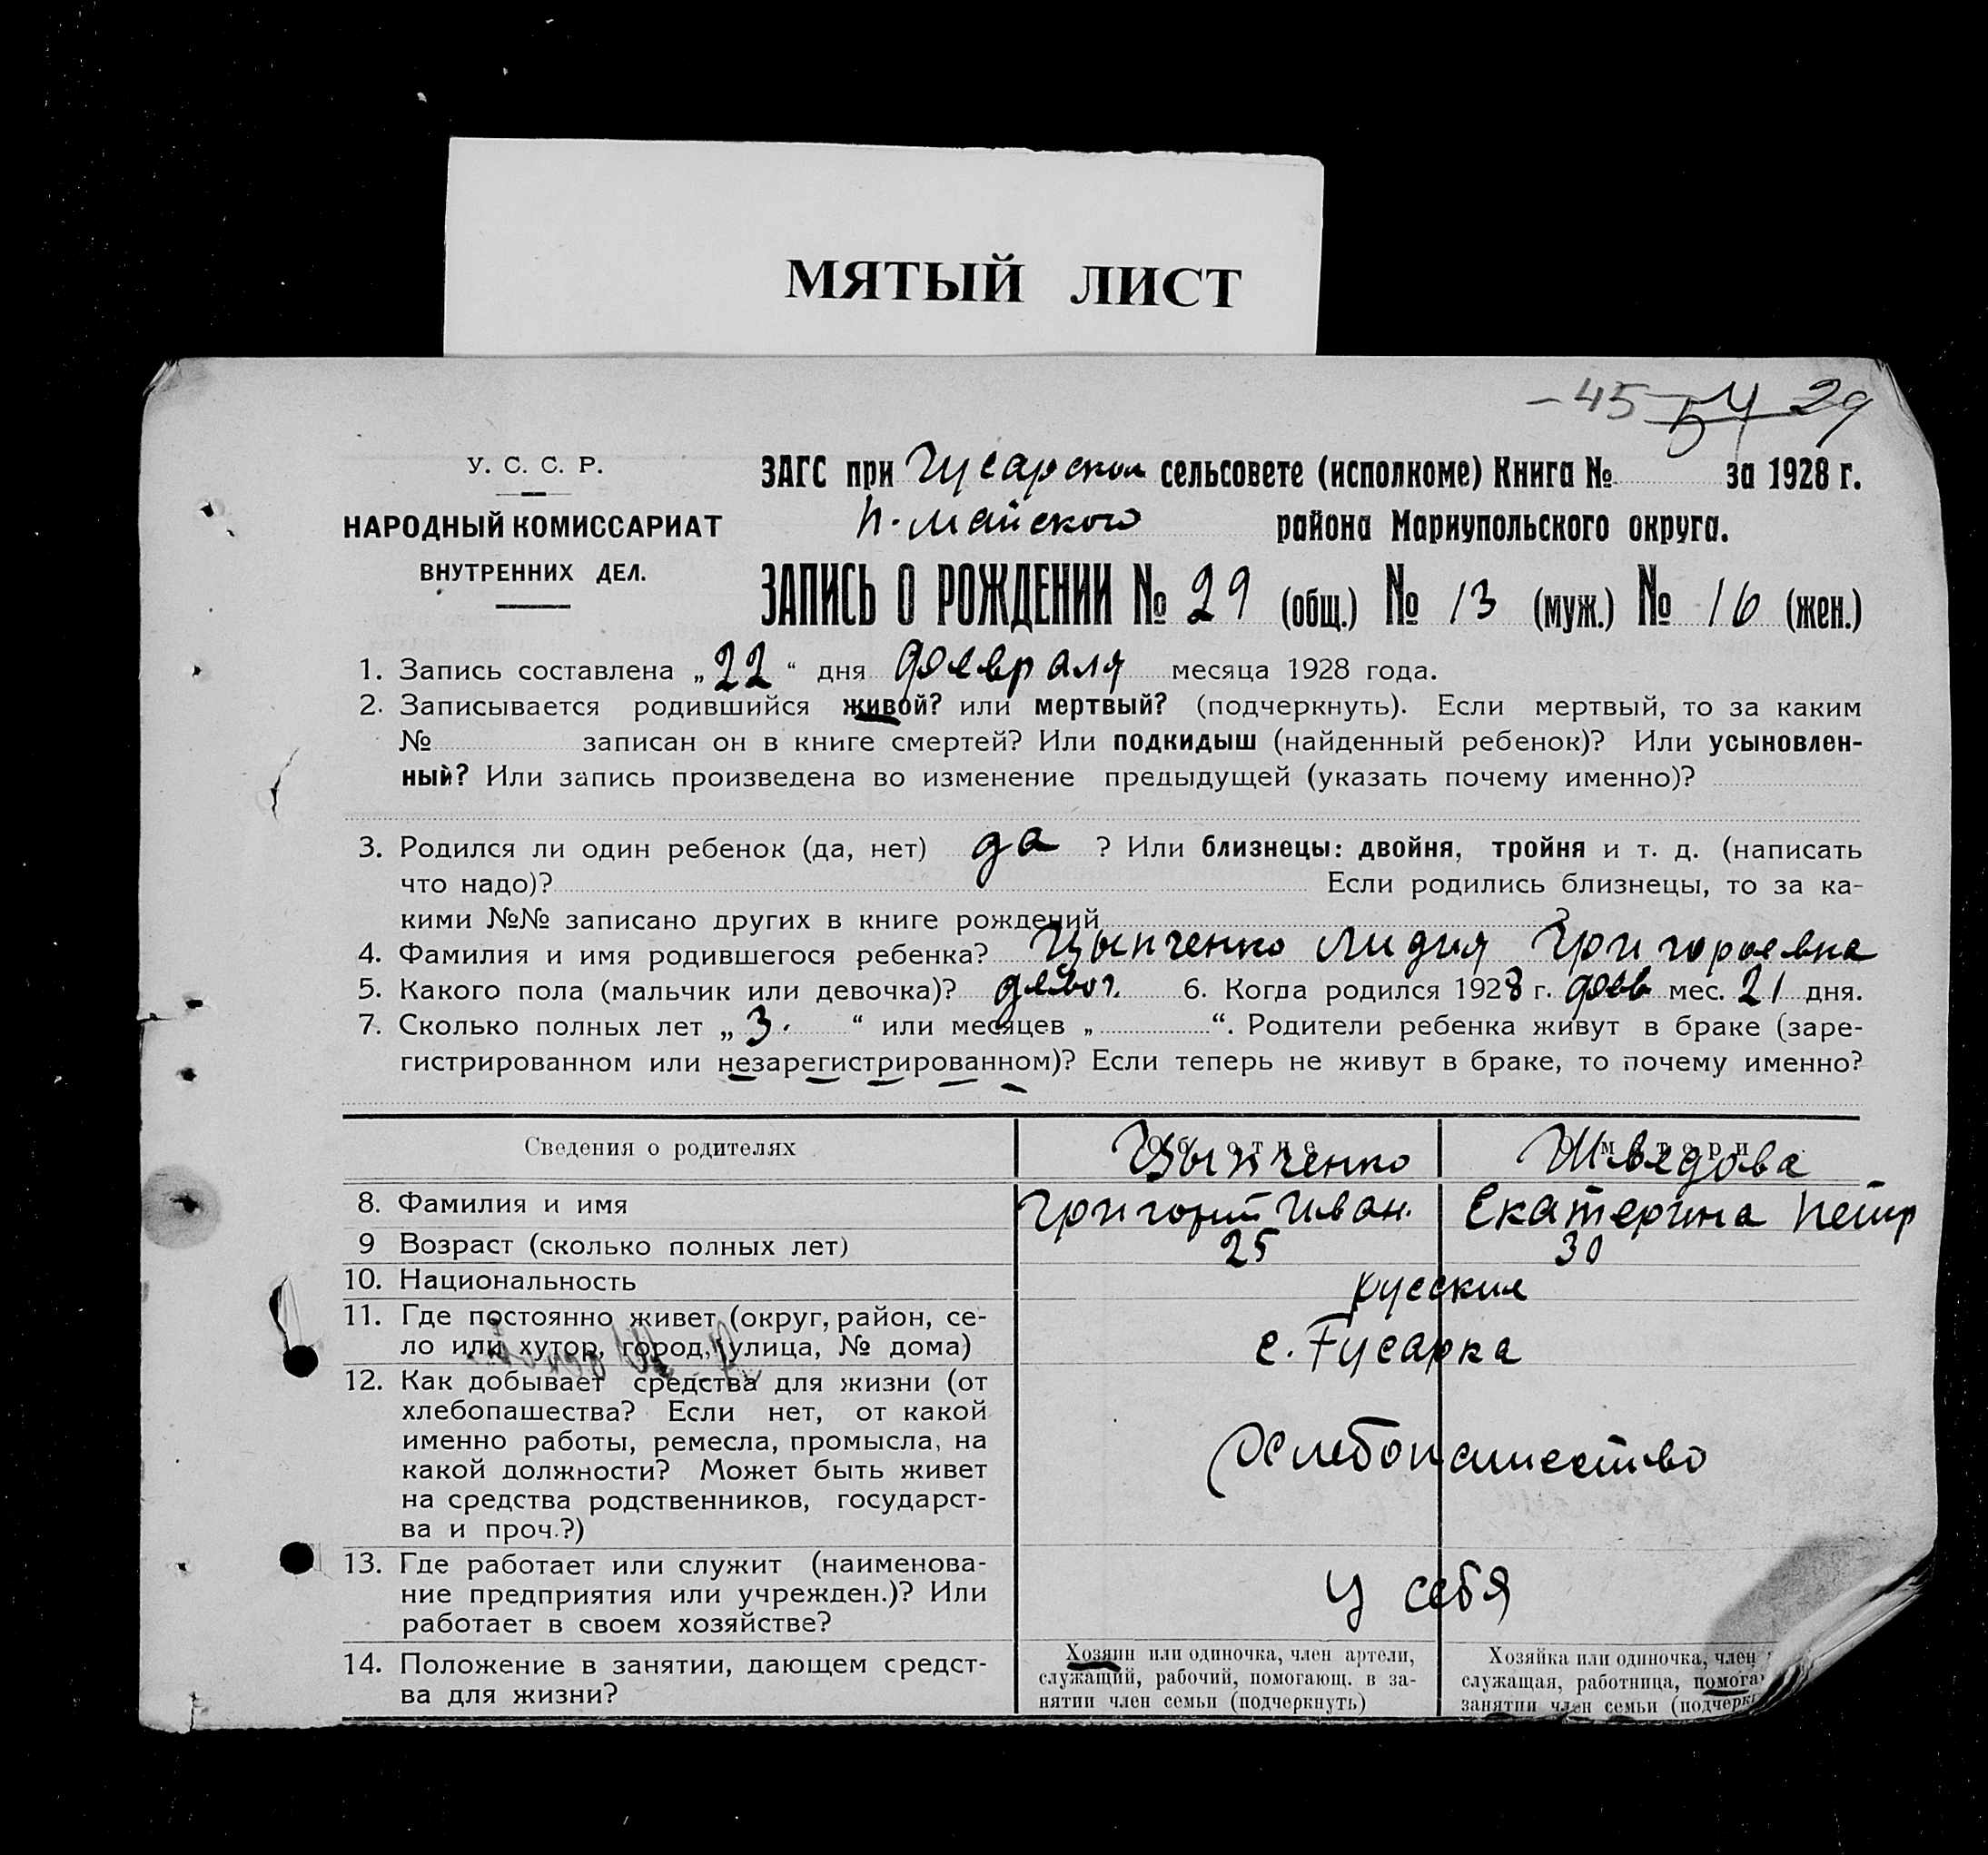 МЯТЫЙ ЛИСТ
- 45 54 29
У. С. С. Р.
НАРОДНЫЙ КОМИССАРИАТ
ВНУТРЕННИХ ДЕЛ.
ЗАГС при Гусарском сельсовете (исполкоме) Книга № за 1928 г.
п. майского района Мариупольского округа.
ЗАПИСЬ О РОЖДЕНИИ № 29 (общ.) № 13 (муж.) № 16 (жен.)
1. Запись составлена „22“ дня февраля месяца 1928 года.
2. Записывается родившийся живой? или мертвый? (подчеркнуть). Если мертвый, то за каким
№ записан он в книге смертей? Или подкидыш (найденный ребенок)? Или усыновлен-
ный? Или запись произведена во изменение предыдущей (указать почему именно)?
3. Родился ли один ребенок (да, нет) да ? Или близнецы: двойня, тройня и т. д. (написать
что надо)? Если родились близнецы, то за ка-
кими №№ записано других в книге рождений ?
4. Фамилия и имя родившегося ребенка? Цыпченко Лидия Григорьевна
5. Какого пола (мальчик или девочка)? девоч. 6. Когда родился 1928 г. фев мес. 21 дня.
7. Сколько полных лет „3.“ или месяцев „ “. Родители ребенка живут в браке (заре-
гистрированном или незарегистрированном)? Если теперь не живут в браке, то почему именно?
Сведения о родителях Цыпченко Шведова
8. Фамилия и имя Григорий Иван. Екатерина Петр
9 Возраст (сколько полных лет) 25 30
10. Национальность русские
11. Где постоянно живет (округ, район, се-
ло или хутор, город, улица, № дома) с. Гусарка
12. Как добывает средства для жизни (от
хлебопашества? Если нет, от какой
именно работы, ремесла, промысла, на
какой должности? Может быть живет
на средства родственников, государст-
ва и проч.?)
хлебопашество
13. Где работает или служит (наименова-
ние предприятия или учрежден.)? Или
работает в своем хозяйстве?
у себя
14. Положение в занятии, дающем средст-
ва для жизни?
Хозяин или одиночка, член артели,
служащий, рабочий, помогающ. в за-
нятии член семьи (подчеркнуть)
Хозяйка или одиночка, член
служащая, работница, помога
занятии член семьи (подчерк